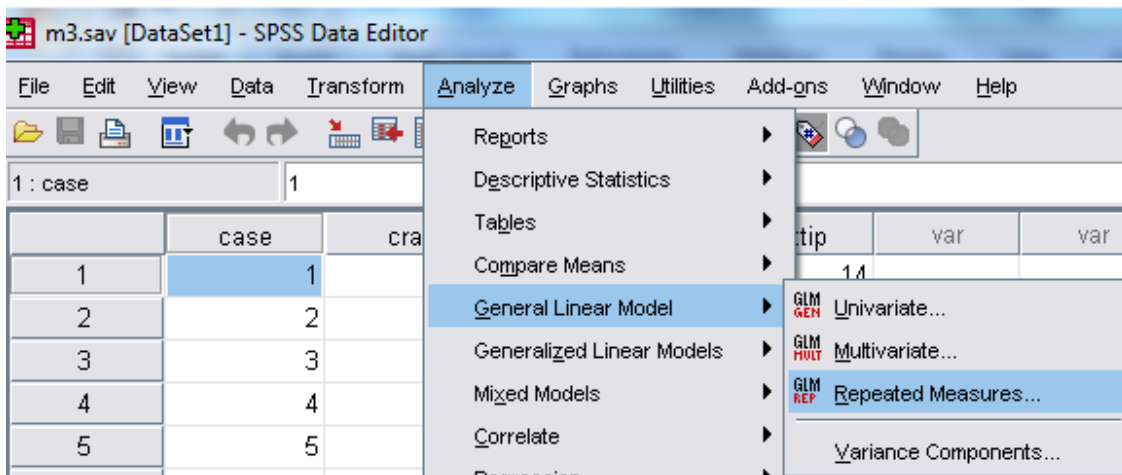 m3.sav [DataSet1] - SPSS Data Editor
File Edit View Data Transform Analyze Graphs Utilities Add-ons Window Help
1 : case 1
Reports
Descriptive Statistics
Tables
Compare Means
General Linear Model
Generalized Linear Models
Mixed Models
Correlate
case cra ttip var var
1 1 14
2 2
3 3
4 4
5 5
GLM GEN Univariate...
GLM MULT Multivariate...
GLM REP Repeated Measures...
Variance Components...